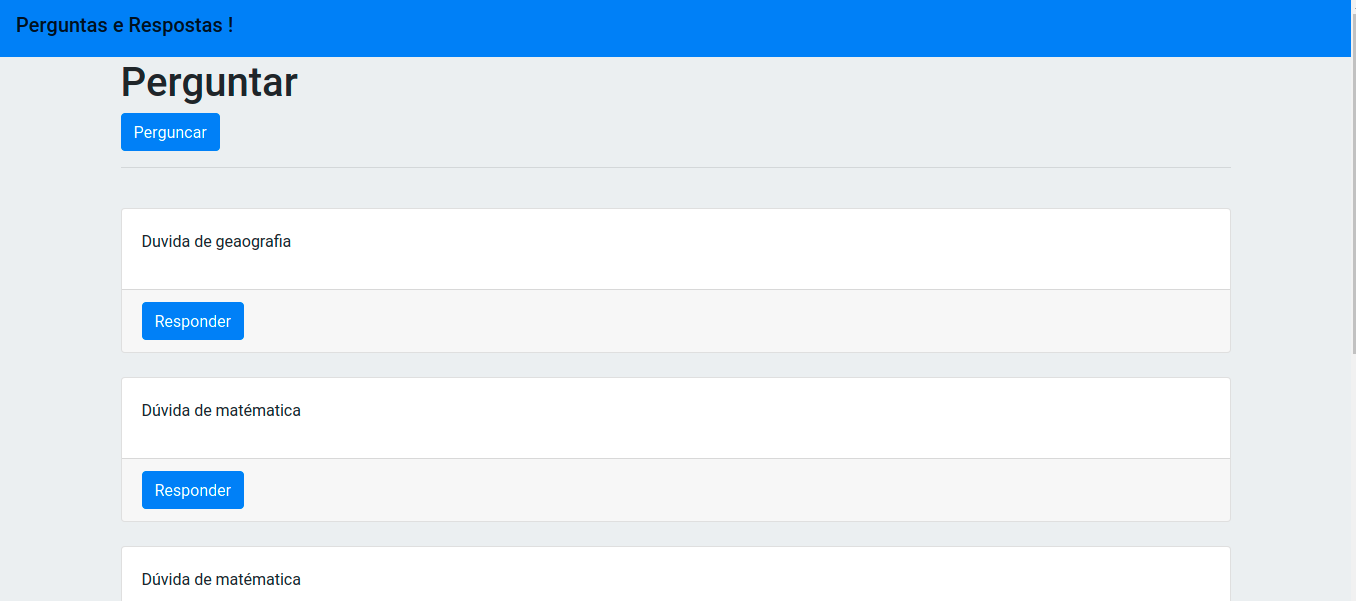 Perguntas e Respostas !
Perguntar
Perguncar
Duvida de geaografia
Responder
Dúvida de matématica
Responder
Dúvida de matématica